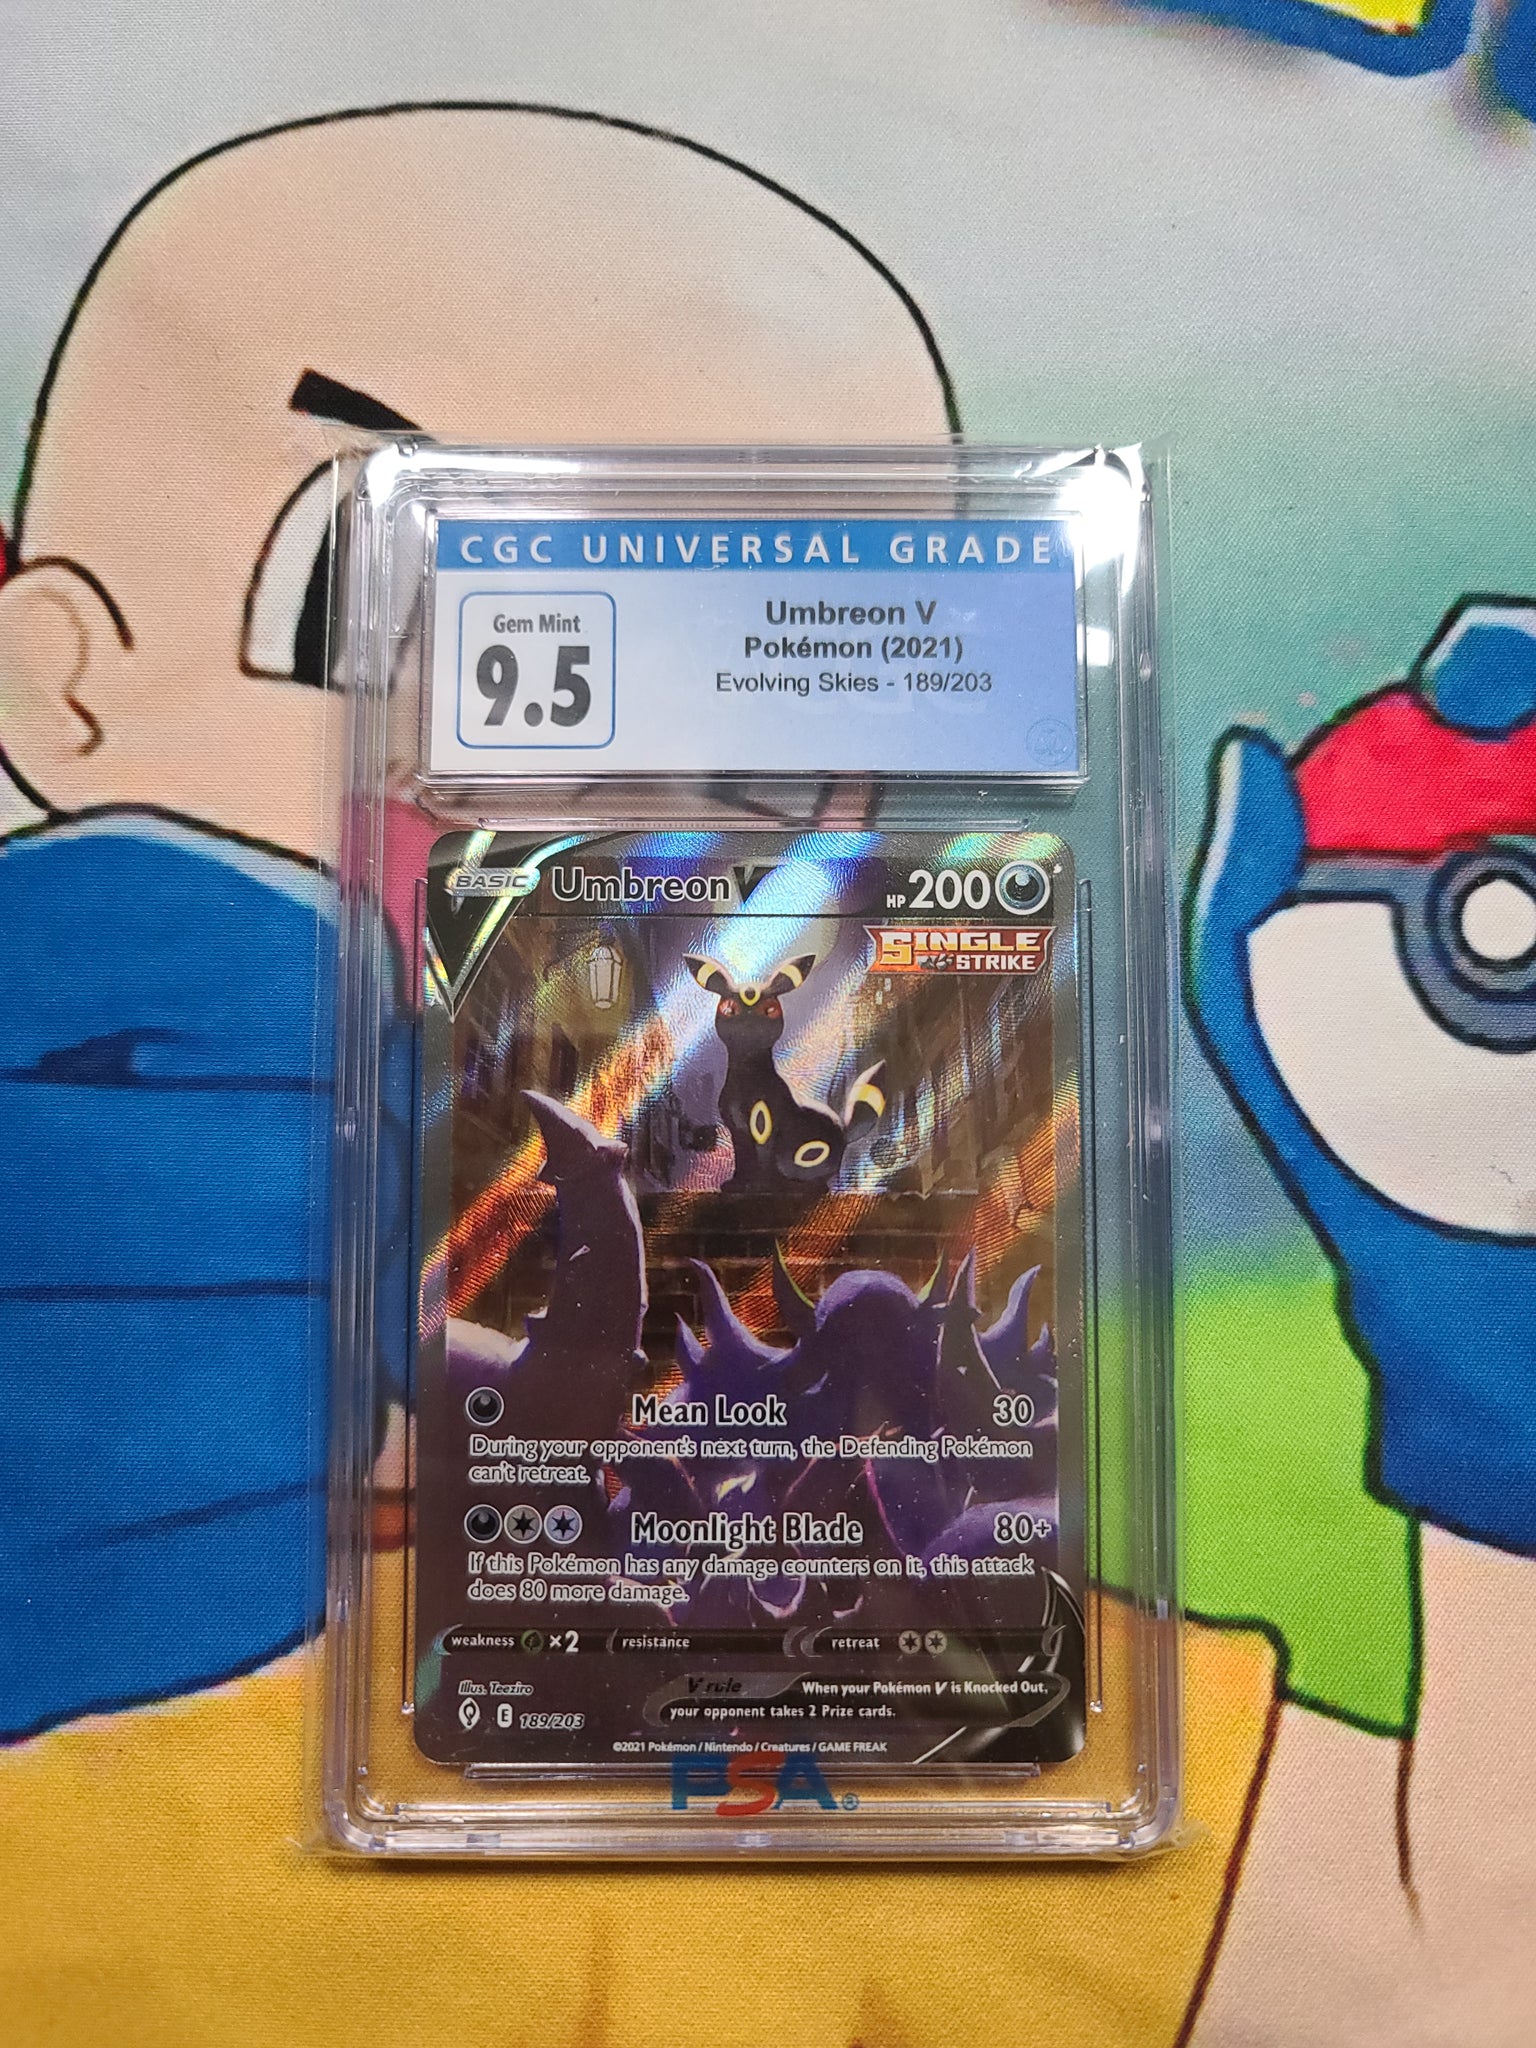 CGC UNIVERSAL GRADE
Gem Mint
9.5
Umbreon V
Pokémon (2021)
Evolving Skies - 189/203
BASIC Umbreon V HP 200
SINGLE
STRIKE
Mean Look 30
During your opponent's next turn, the Defending Pokémon
can't retreat.
Moonlight Blade 80+
If this Pokémon has any damage counters on it, this attack
does 80 more damage.
weakness ×2 resistance retreat
Illus. Teeziro
V rule When your Pokémon V is Knocked Out,
your opponent takes 2 Prize cards.
E 189/203
©2021 Pokémon / Nintendo / Creatures / GAME FREAK
PSA®